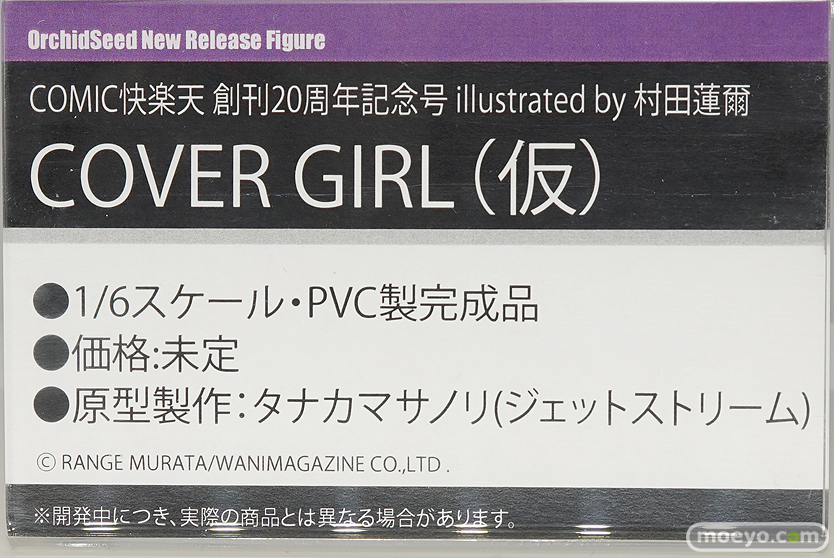 OrchidSeed New Release Figure
COMIC快楽天 創刊20周年記念号 illustrated by 村田蓮爾
COVER GIRL（仮）
●1/6スケール・PVC製完成品
●価格:未定
●原型製作：タナカマサノリ(ジェットストリーム)
© RANGE MURATA/WANIMAGAZINE CO.,LTD .
※開発中につき、実際の商品とは異なる場合があります。
moeyo.com